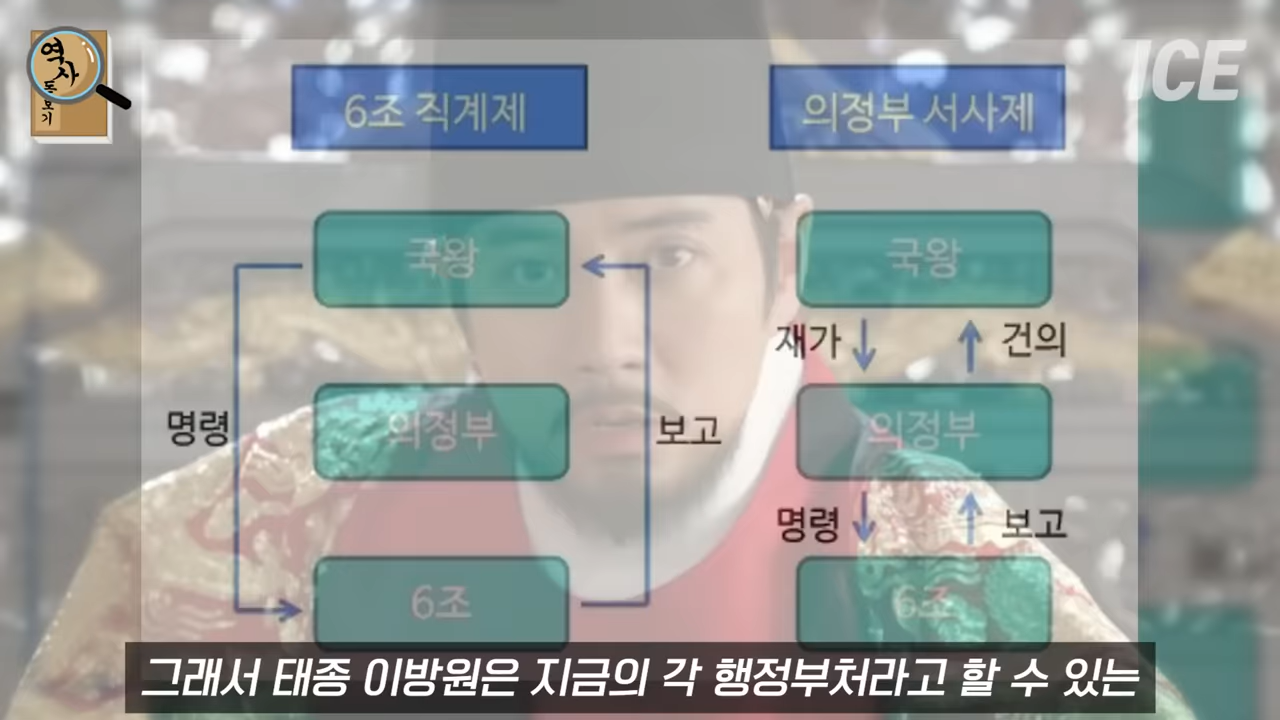 역사
돋보기
ICE
6조 직계제
의정부 서사제
국왕
국왕
재가
건의
명령
의정부
보고
의정부
명령
보고
6조
6조
그래서 태종 이방원은 지금의 각 행정부처라고 할 수 있는